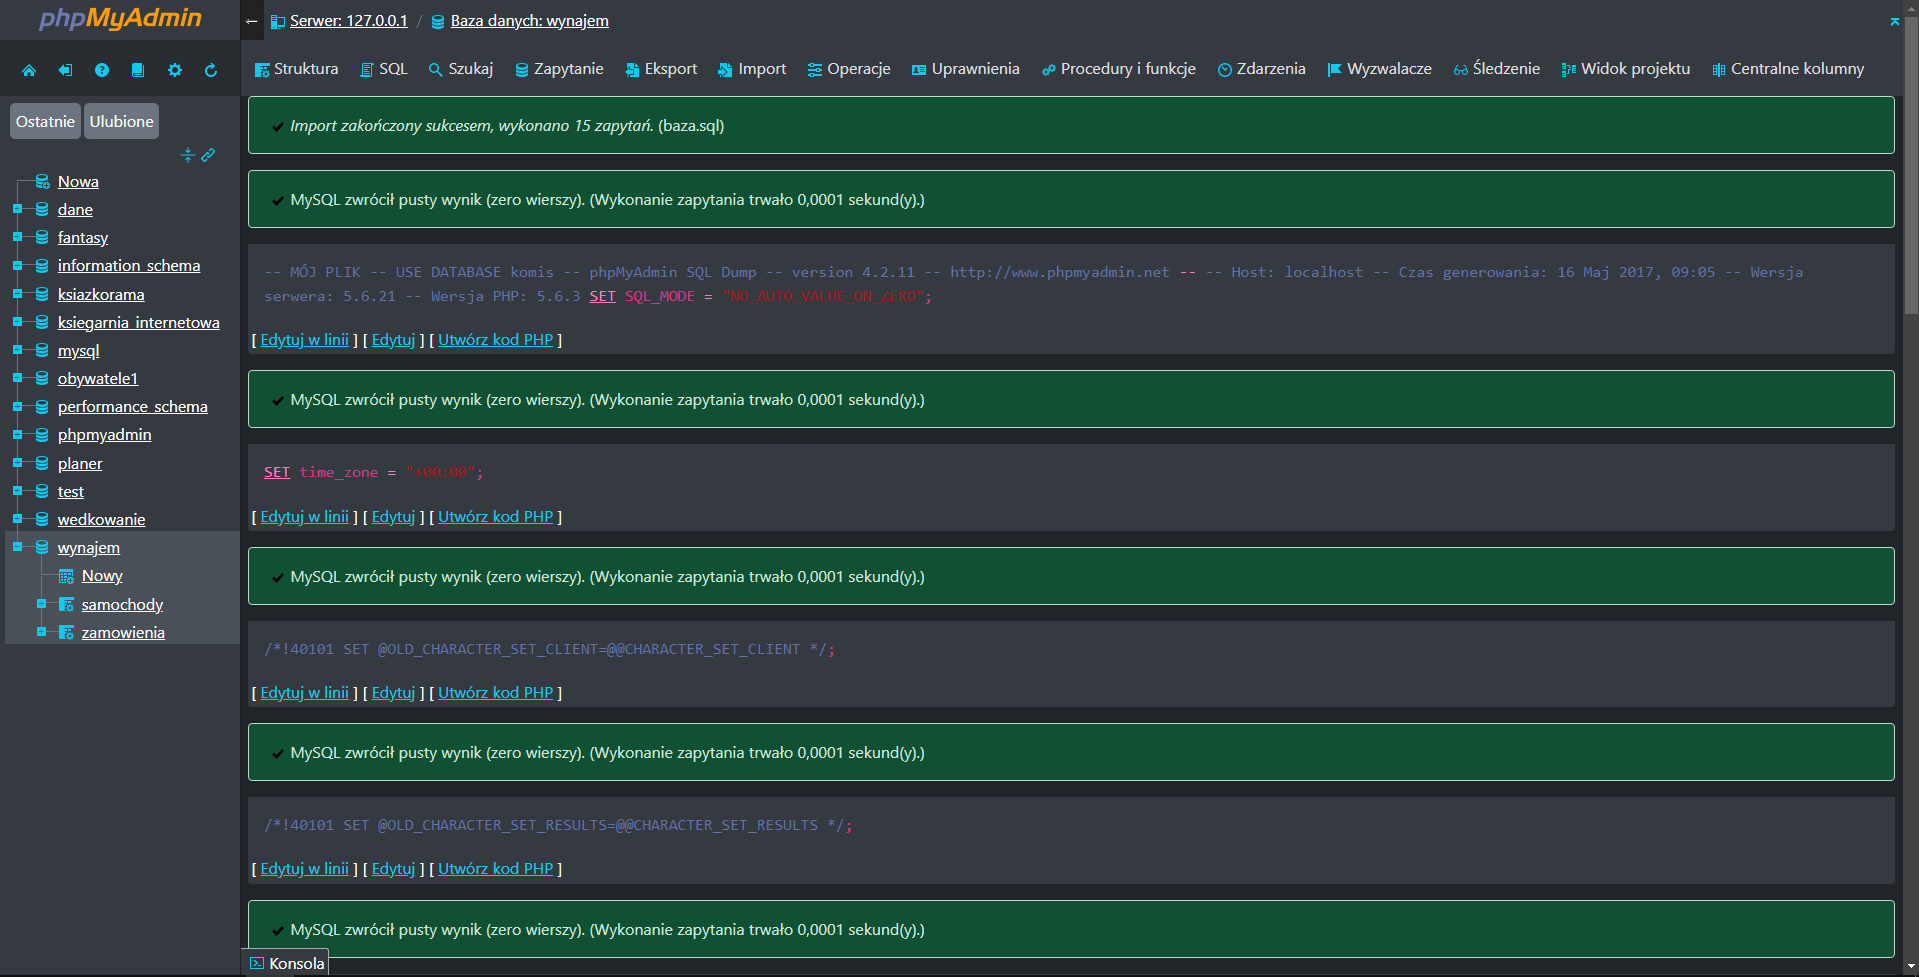 phpMyAdmin
Ostatnie Ulubione
Nowa
dane
fantasy
information_schema
ksiazkorama
ksiegarnia_internetowa
mysql
obywatele1
performance_schema
phpmyadmin
planer
test
wedkowanie
wynajem
Nowy
samochody
zamowienia
← Serwer: 127.0.0.1 / Baza danych: wynajem
Struktura SQL Szukaj Zapytanie Eksport Import Operacje Uprawnienia Procedury i funkcje Zdarzenia Wyzwalacze Śledzenie Widok projektu Centralne kolumny
Import zakończony sukcesem, wykonano 15 zapytań. (baza.sql)
MySQL zwrócił pusty wynik (zero wierszy). (Wykonanie zapytania trwało 0,0001 sekund(y).)
-- MÓJ PLIK -- USE DATABASE komis -- phpMyAdmin SQL Dump -- version 4.2.11 -- http://www.phpmyadmin.net -- -- Host: localhost -- Czas generowania: 16 Maj 2017, 09:05 -- Wersja
serwera: 5.6.21 -- Wersja PHP: 5.6.3 SET SQL_MODE = "NO_AUTO_VALUE_ON_ZERO";
[ Edytuj w linii ] [ Edytuj ] [ Utwórz kod PHP ]
MySQL zwrócił pusty wynik (zero wierszy). (Wykonanie zapytania trwało 0,0001 sekund(y).)
SET time_zone = "+00:00";
[ Edytuj w linii ] [ Edytuj ] [ Utwórz kod PHP ]
MySQL zwrócił pusty wynik (zero wierszy). (Wykonanie zapytania trwało 0,0001 sekund(y).)
/*!40101 SET @OLD_CHARACTER_SET_CLIENT=@@CHARACTER_SET_CLIENT */;
[ Edytuj w linii ] [ Edytuj ] [ Utwórz kod PHP ]
MySQL zwrócił pusty wynik (zero wierszy). (Wykonanie zapytania trwało 0,0001 sekund(y).)
/*!40101 SET @OLD_CHARACTER_SET_RESULTS=@@CHARACTER_SET_RESULTS */;
[ Edytuj w linii ] [ Edytuj ] [ Utwórz kod PHP ]
MySQL zwrócił pusty wynik (zero wierszy). (Wykonanie zapytania trwało 0,0001 sekund(y).)
Konsola